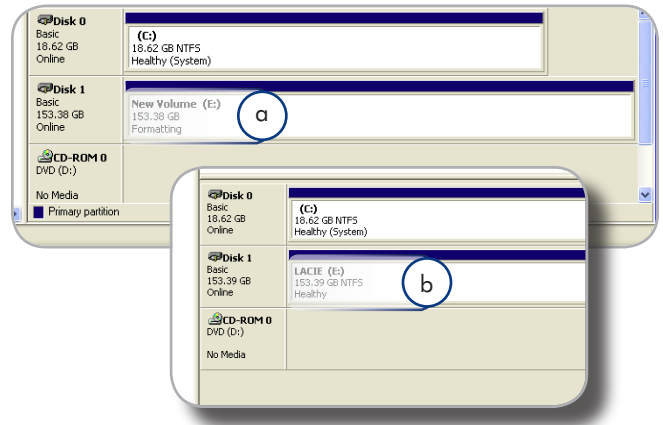 Disk 0
Basic
18.62 GB
Online
(C:)
18.62 GB NTFS
Healthy (System)
Disk 1
Basic
153.38 GB
Online
New Volume (E:)
153.38 GB
Formatting
a
CD-ROM 0
DVD (D:)
No Media
Primary partition
Disk 0
Basic
18.62 GB
Online
(C:)
18.62 GB NTFS
Healthy (System)
Disk 1
Basic
153.39 GB
Online
LACIE (E:)
153.39 GB NTFS
Healthy
b
CD-ROM 0
DVD (D:)
No Media